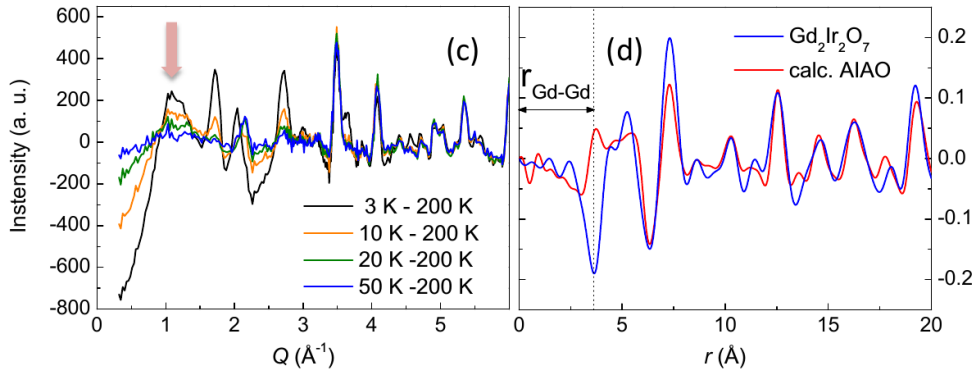 600
400
200
0
-200
-400
-600
-800
Instensity (a. u.)
(c)
3 K - 200 K
10 K - 200 K
20 K -200 K
50 K -200 K
0 1 2 3 4 5
Q (Å⁻¹)
(d)
r Gd-Gd
Gd₂Ir₂O₇
calc. AIAO
0.2
0.1
0.0
-0.1
-0.2
0 5 10 15 20
r (Å)